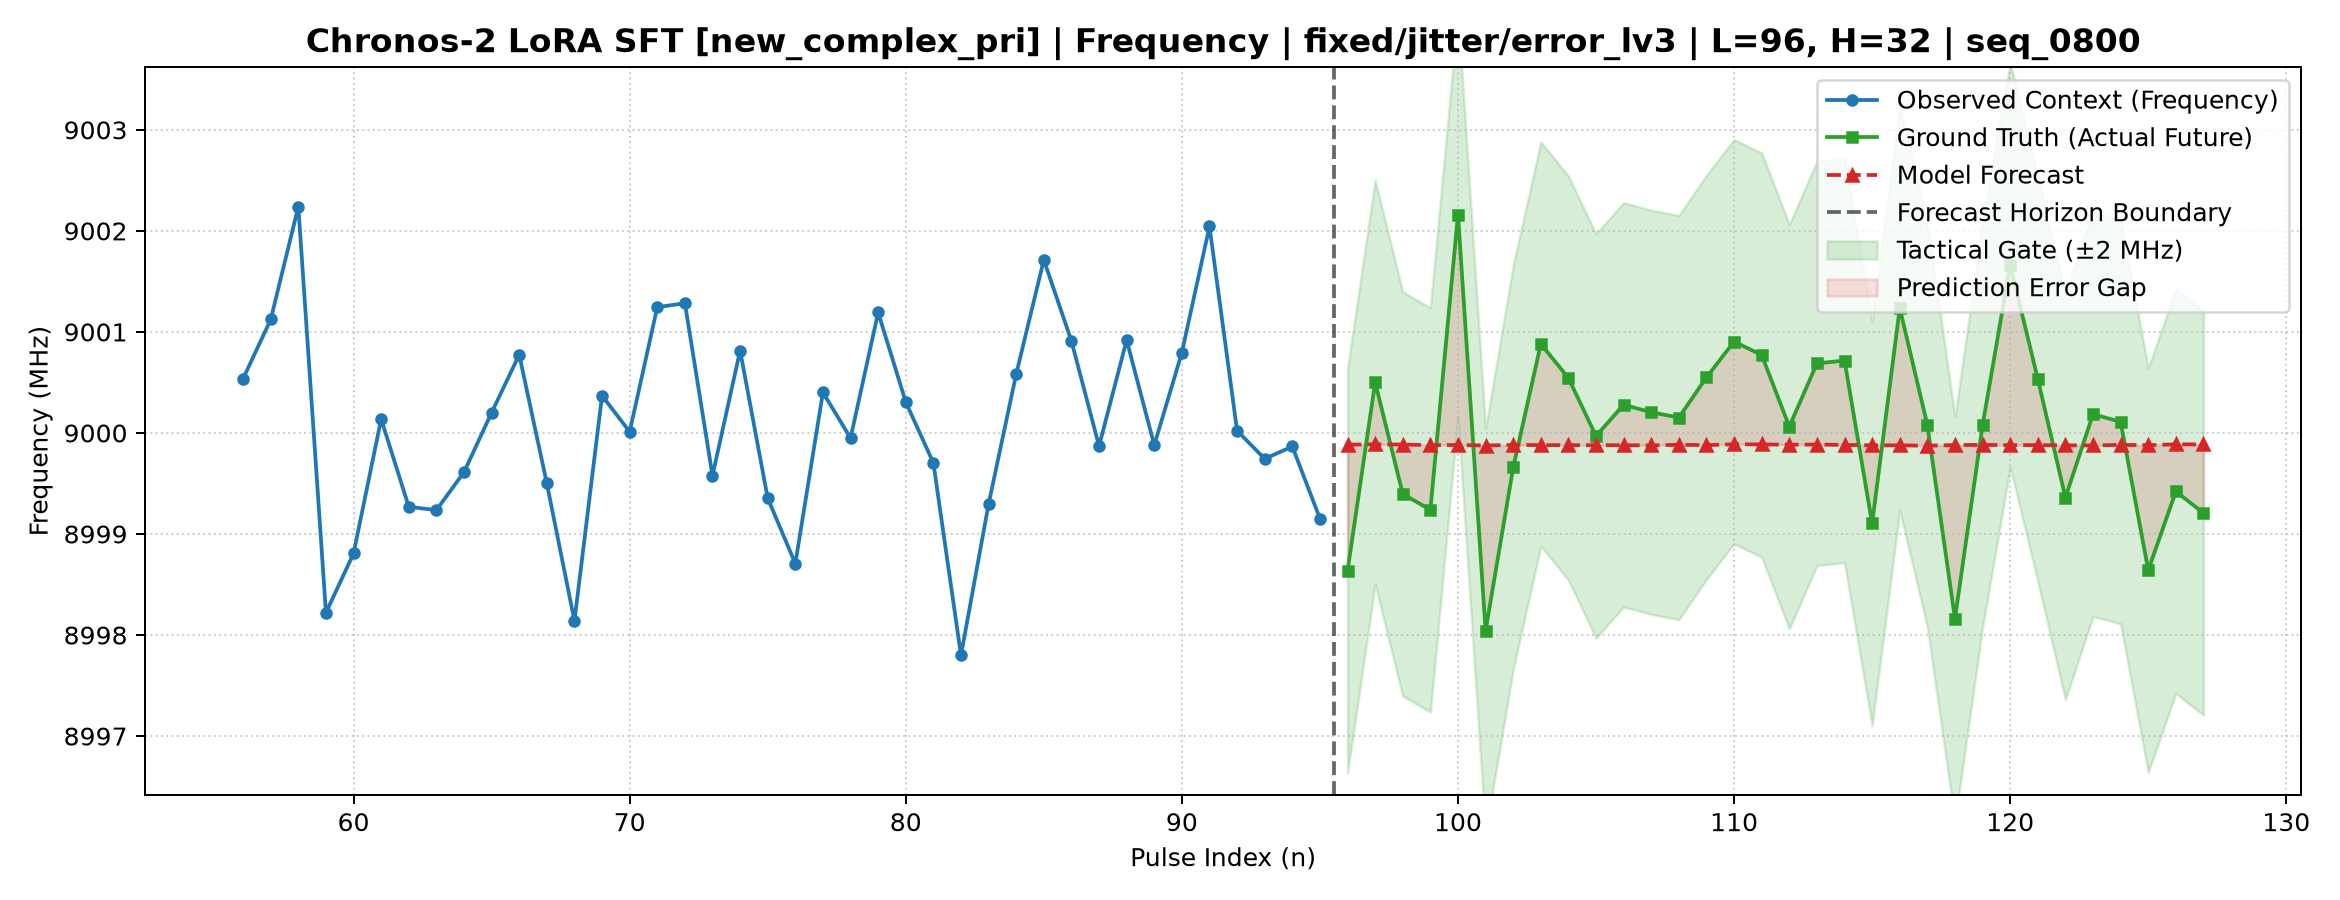 Chronos-2 LoRA SFT [new_complex_pri] | Frequency | fixed/jitter/error_lv3 | L=96, H=32 | seq_0800
Observed Context (Frequency)
Ground Truth (Actual Future)
Model Forecast
Forecast Horizon Boundary
Tactical Gate (±2 MHz)
Prediction Error Gap
Frequency (MHz)
9003
9002
9001
9000
8999
8998
8997
60 70 80 90 100 110 120 130
Pulse Index (n)